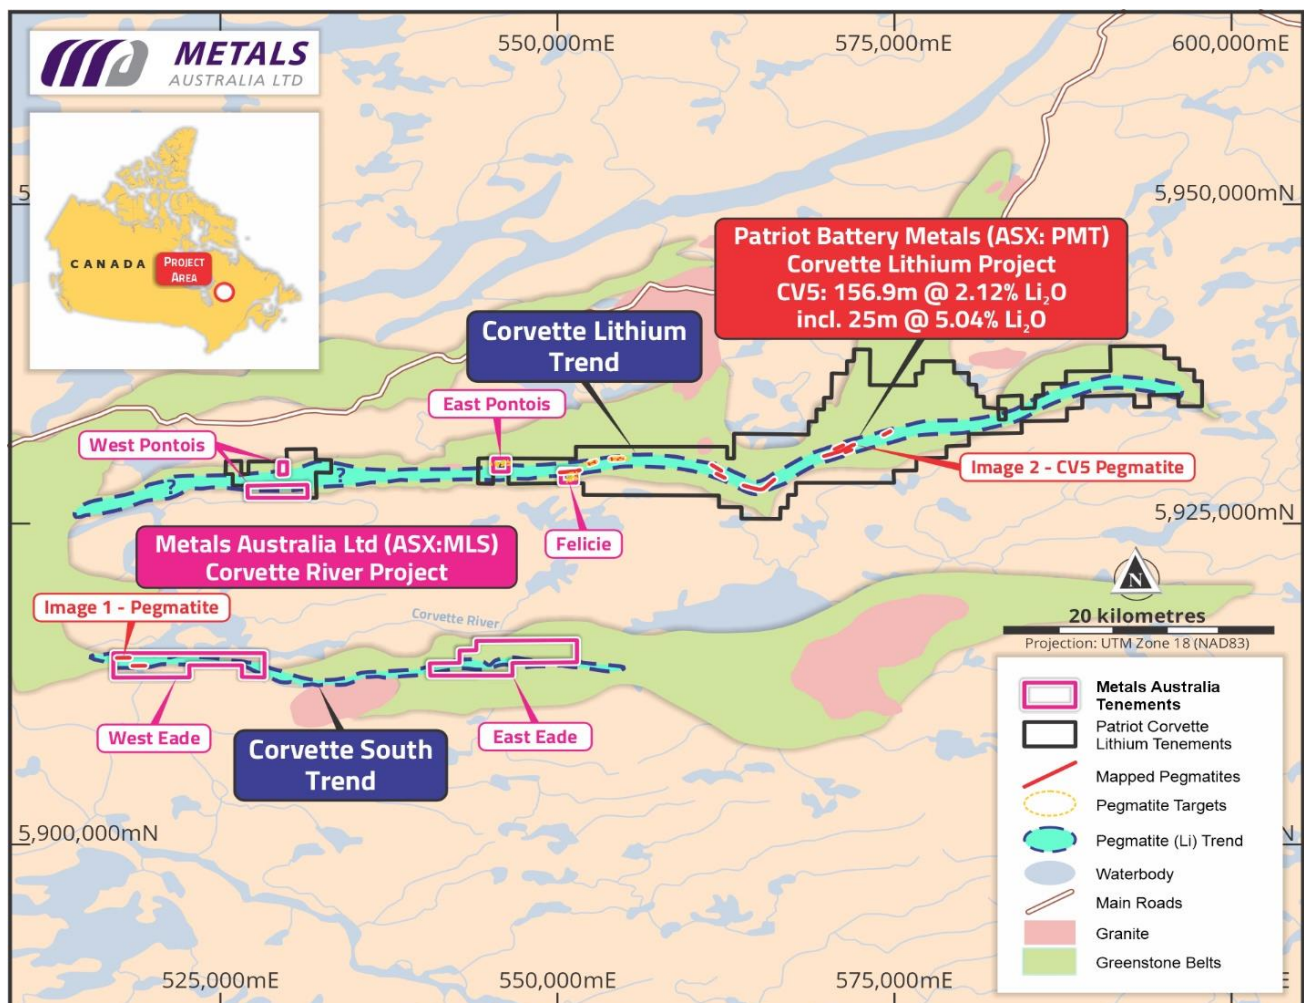 METALS
AUSTRALIA LTD
550,000mE
575,000mE
600,000mE
CANADA
PROJECT
AREA
5,950,000mN
Patriot Battery Metals (ASX: PMT)
Corvette Lithium Project
CV5: 156.9m @ 2.12% Li₂O
incl. 25m @ 5.04% Li₂O
Corvette Lithium
Trend
East Pontois
West Pontois
Image 2 - CV5 Pegmatite
?
?
5,925,000mN
Metals Australia Ltd (ASX:MLS)
Corvette River Project
Felicie
N
20 kilometres
Projection: UTM Zone 18 (NAD83)
Image 1 - Pegmatite
Corvette River
West Eade
East Eade
Corvette South
Trend
5,900,000mN
Metals Australia
Tenements
Patriot Corvette
Lithium Tenements
Mapped Pegmatites
Pegmatite Targets
Pegmatite (Li) Trend
Waterbody
Main Roads
Granite
Greenstone Belts
525,000mE
550,000mE
575,000mE